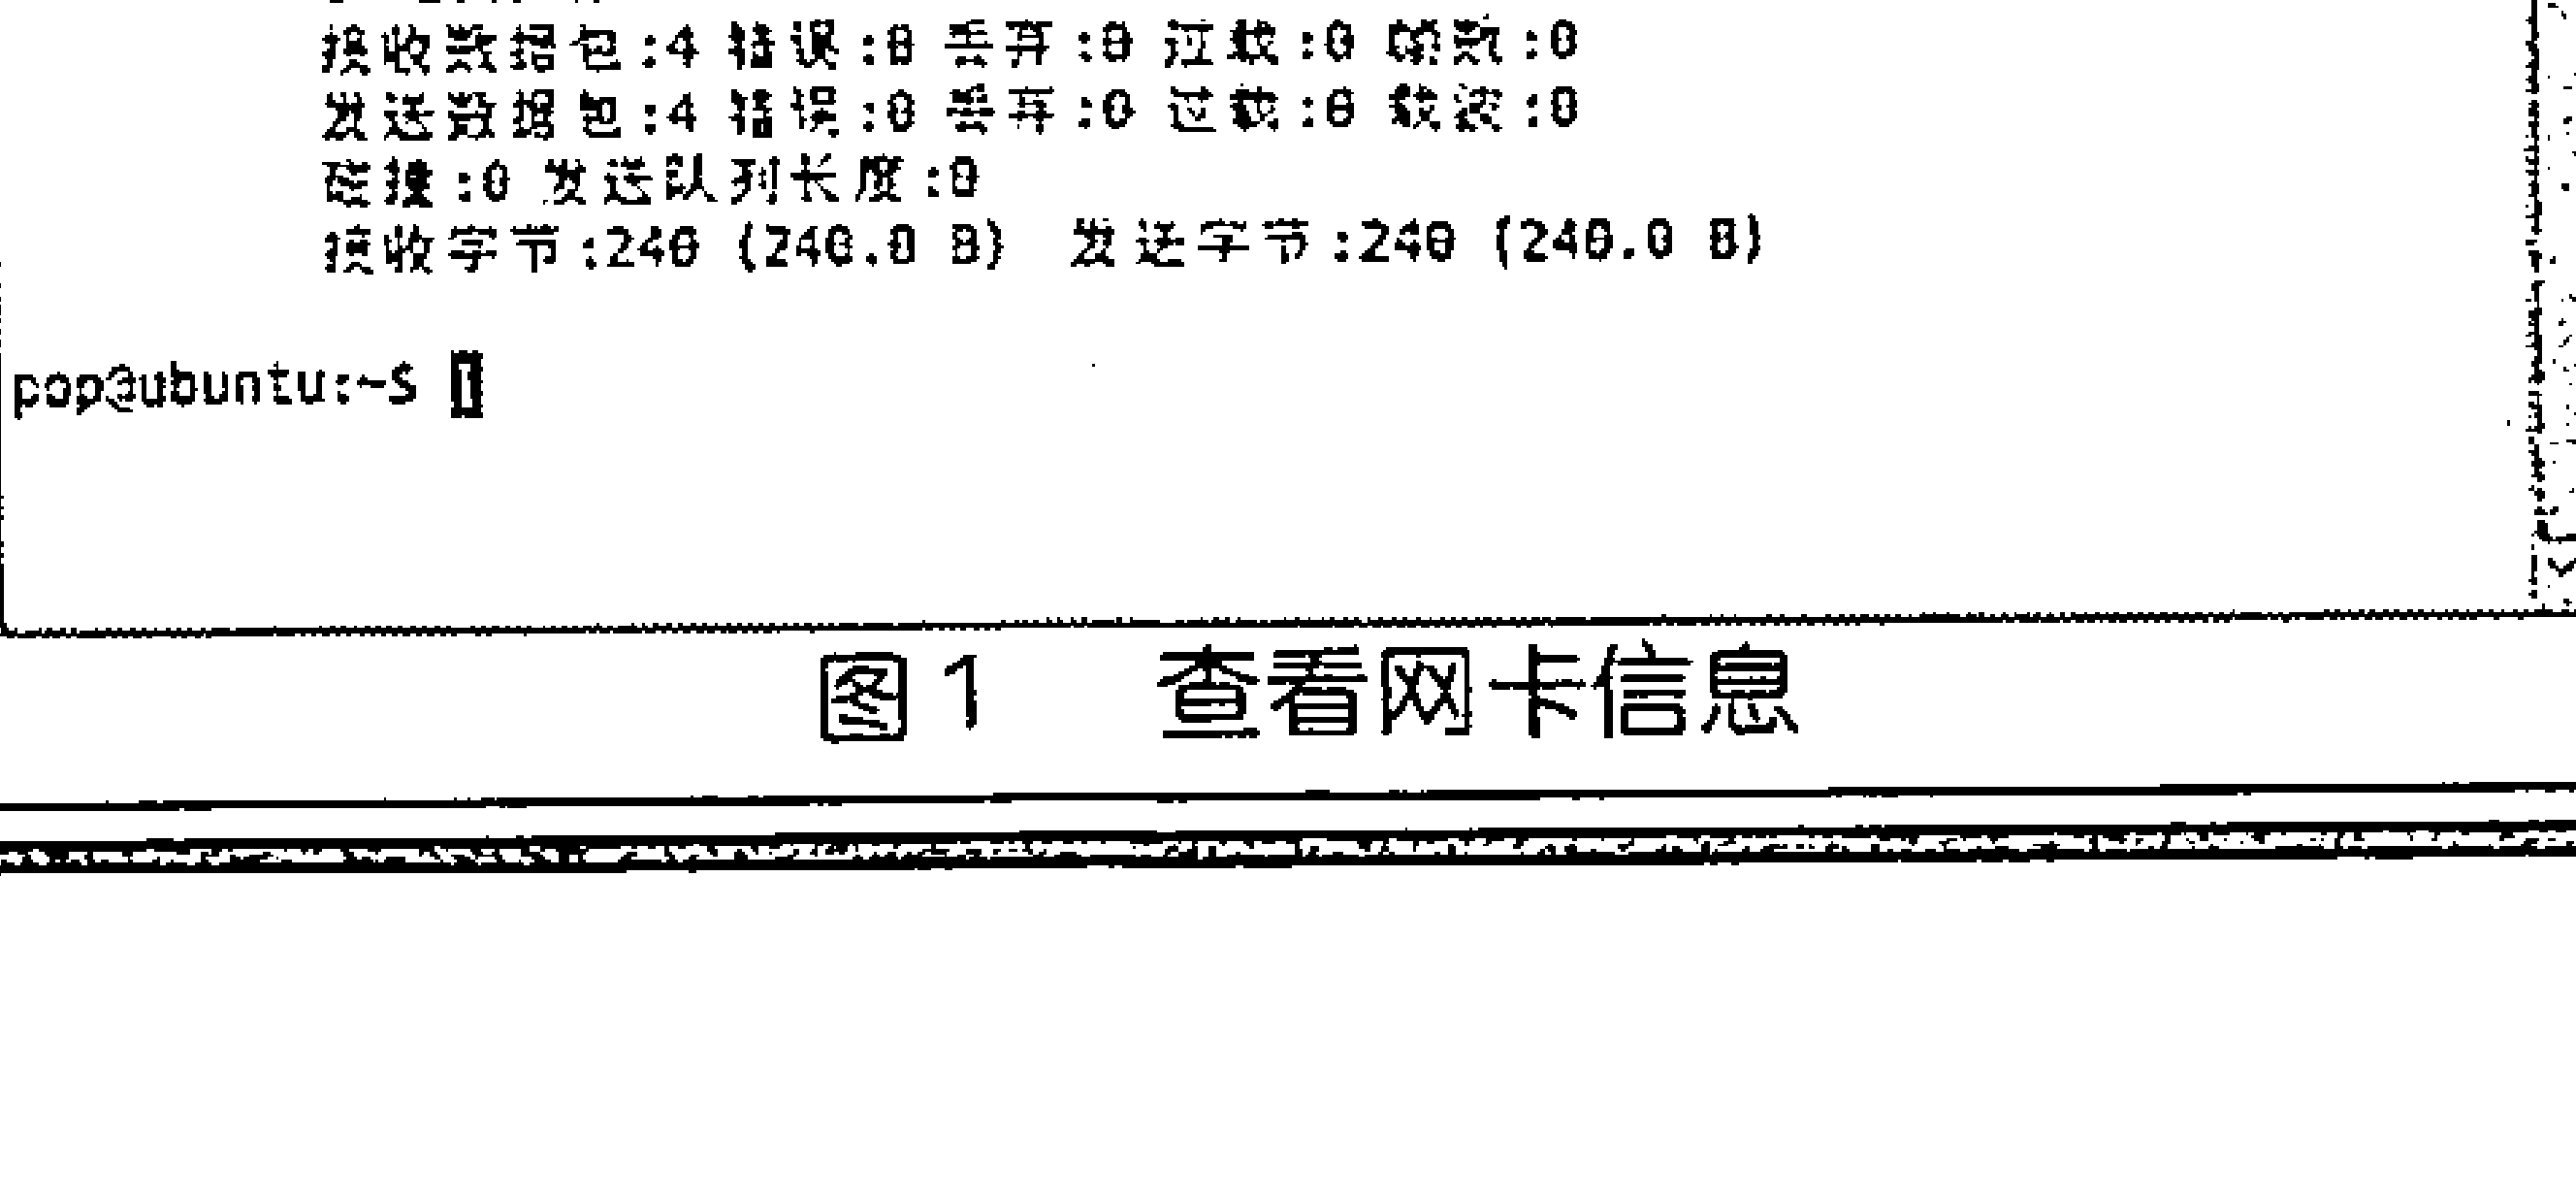 接收数据包:4 错误:0 丢弃:0 过载:0 帧数:0
发送数据包:4 错误:0 丢弃:0 过载:0 载波:0
碰撞:0 发送队列长度:0
接收字节:240 (240.0 B) 发送字节:240 (240.0 B)
pop@ubuntu:~$
图1 查看网卡信息